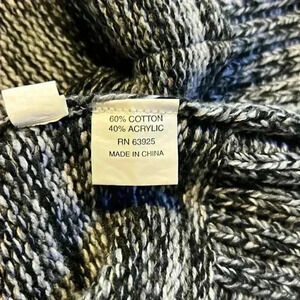 60% COTTON
40% ACRYLIC
RN 63925
MADE IN CHINA